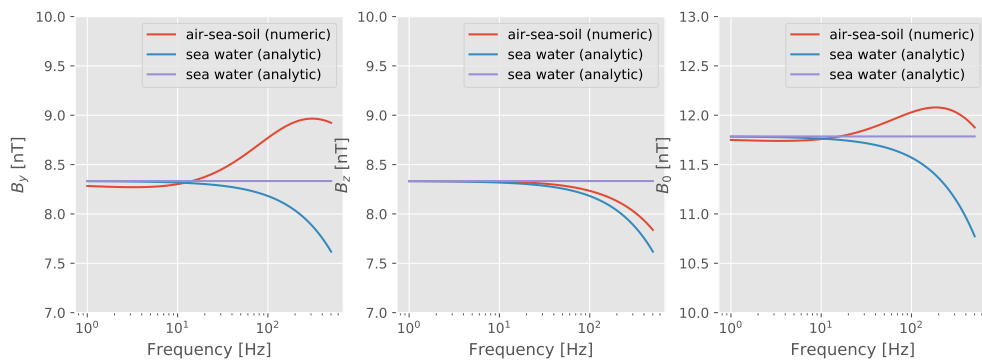 10.0
9.5
9.0
8.5
8.0
7.5
7.0
B_y [nT]
air-sea-soil (numeric)
sea water (analytic)
sea water (analytic)
10^0
10^1
10^2
Frequency [Hz]
10.0
9.5
9.0
8.5
8.0
7.5
7.0
B_z [nT]
air-sea-soil (numeric)
sea water (analytic)
sea water (analytic)
10^0
10^1
10^2
Frequency [Hz]
13.0
12.5
12.0
11.5
11.0
10.5
10.0
B_0 [nT]
air-sea-soil (numeric)
sea water (analytic)
sea water (analytic)
10^0
10^1
10^2
Frequency [Hz]